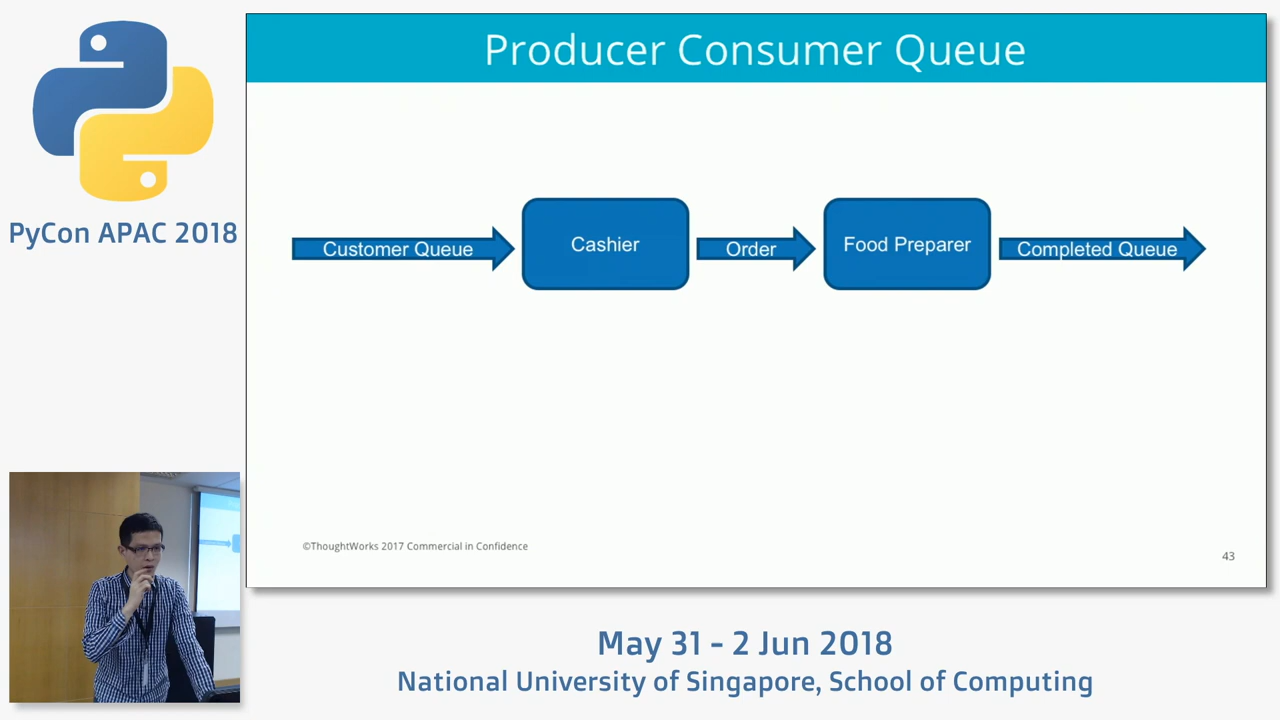 Producer Consumer Queue
PyCon APAC 2018
Customer Queue
Cashier
Order
Food Preparer
Completed Queue
©ThoughtWorks 2017 Commercial in Confidence
43
May 31 - 2 Jun 2018
National University of Singapore, School of Computing